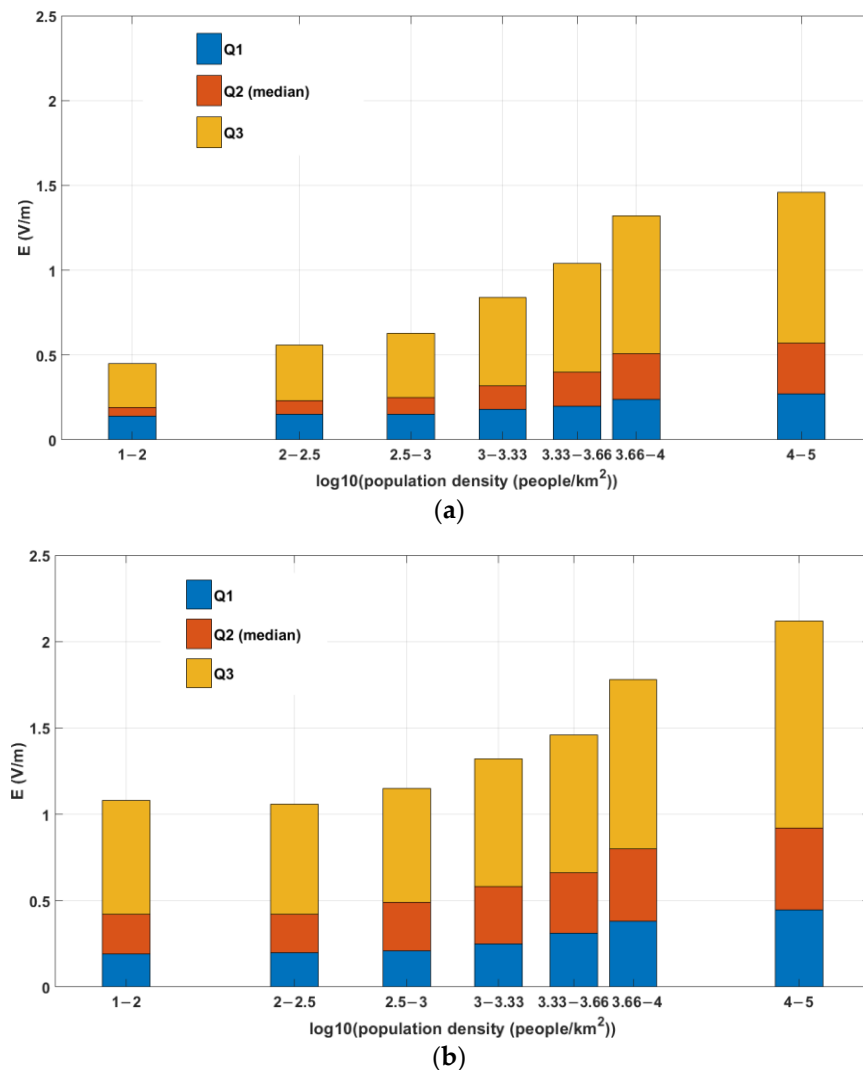 2.5
2
1.5
1
0.5
0
E (V/m)
Q1
Q2 (median)
Q3
1−2
2−2.5
2.5−3
3−3.33
3.33−3.66
3.66−4
4−5
log10(population density (people/km²))
(a)
2.5
2
1.5
1
0.5
0
E (V/m)
Q1
Q2 (median)
Q3
1−2
2−2.5
2.5−3
3−3.33
3.33−3.66
3.66−4
4−5
log10(population density (people/km²))
(b)